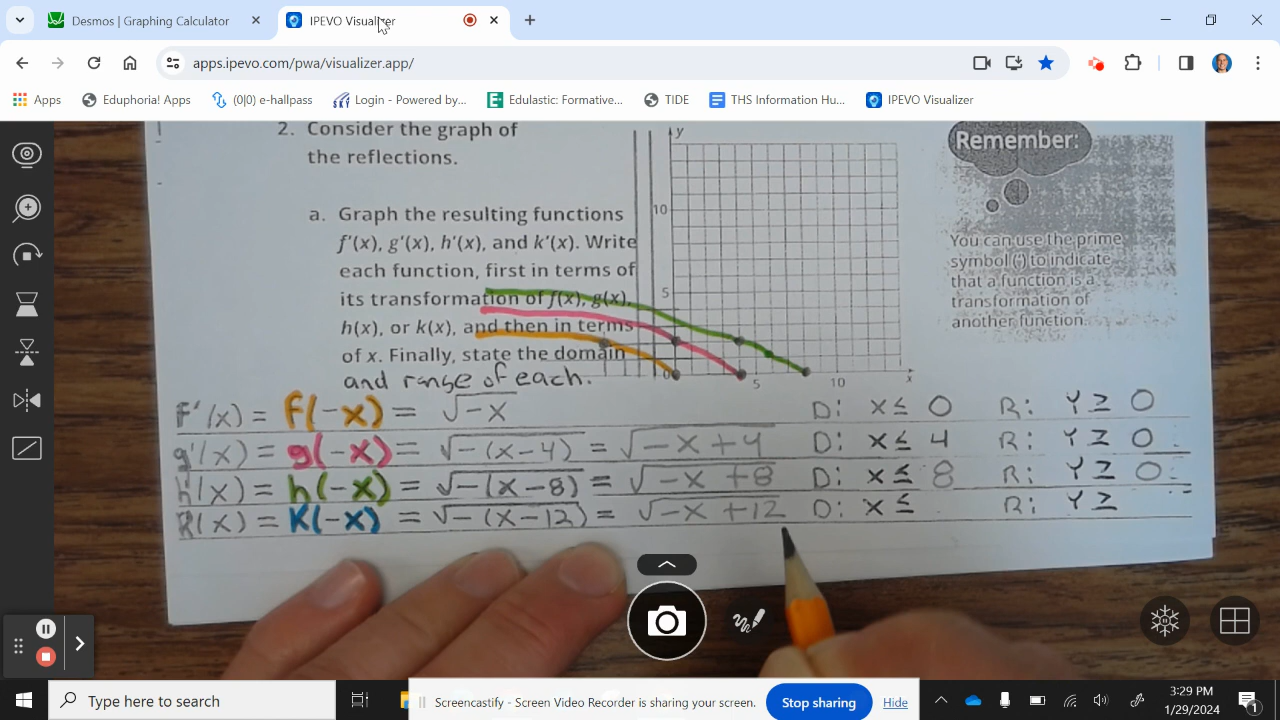 Desmos | Graphing Calculator
IPEVO Visualizer
apps.ipevo.com/pwa/visualizer.app/
Apps
Eduphoria! Apps
(0|0) e-hallpass
Login - Powered by...
Edulastic: Formative...
TIDE
THS Information Hu...
IPEVO Visualizer
2. Consider the graph of
the reflections.
a. Graph the resulting functions
f'(x), g'(x), h'(x), and k'(x). Write
each function, first in terms of
its transformation of f(x), g(x),
h(x), or k(x), and then in terms
of x. Finally, state the domain
and range of each.
y
10
5
0
5
10
x
Remember:
You can use the prime
symbol (') to indicate
that a function is a
transformation of
another function.
F'(x) = f(-x) = √-x D: x ≤ 0 R: Y ≥ 0
g'(x) = g(-x) = √-(x-4) = √-x+4 D: x ≤ 4 R: Y ≥ 0
h'(x) = h(-x) = √-(x-8) = √-x+8 D: x ≤ 8 R: Y ≥ 0
K(x) = K(-x) = √-(x-12) = √-x+12 D: x ≤ R: Y ≥
Type here to search
Screencastify - Screen Video Recorder is sharing your screen.
Stop sharing
Hide
3:29 PM
1/29/2024
1